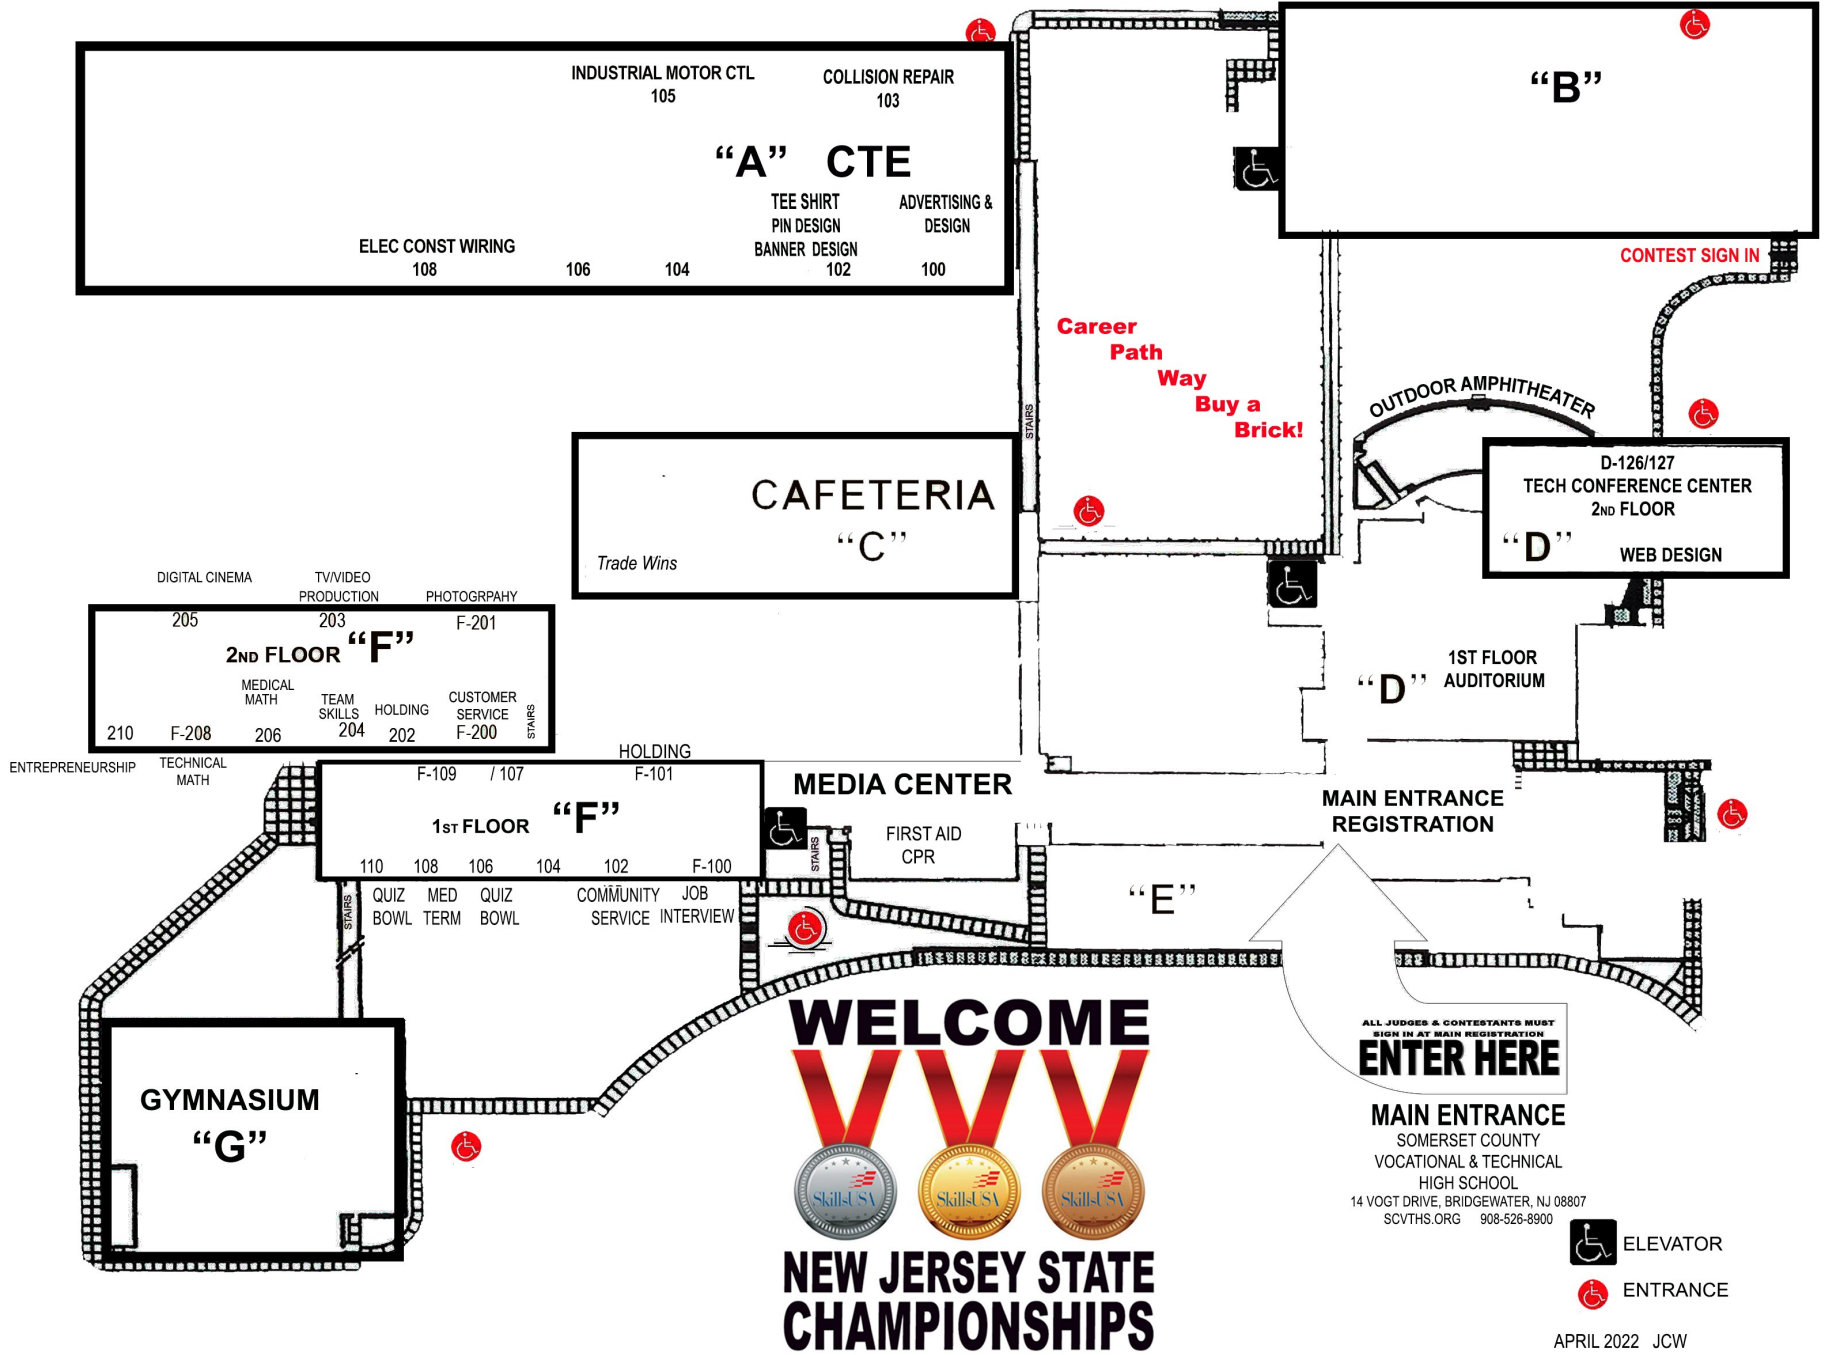 INDUSTRIAL MOTOR CTL
105
COLLISION REPAIR
103
"A" CTE
TEE SHIRT
PIN DESIGN
BANNER DESIGN
102
ADVERTISING &
DESIGN
100
ELEC CONST WIRING
108
106
104
"B"
CONTEST SIGN IN
Career
Path
Way
Buy a
Brick!
STAIRS
OUTDOOR AMPHITHEATER
D-126/127
TECH CONFERENCE CENTER
2ND FLOOR
"D"
WEB DESIGN
CAFETERIA
"C"
Trade Wins
DIGITAL CINEMA
205
TV/VIDEO
PRODUCTION
203
PHOTOGRPAHY
F-201
2ND FLOOR "F"
MEDICAL
MATH
206
TEAM
SKILLS
204
HOLDING
202
CUSTOMER
SERVICE
F-200
STAIRS
210
F-208
ENTREPRENEURSHIP
TECHNICAL
MATH
"D"
1ST FLOOR
AUDITORIUM
HOLDING
F-109 / 107
F-101
1ST FLOOR "F"
110 108 106 104 102 F-100
QUIZ
BOWL
MED
TERM
QUIZ
BOWL
COMMUNITY
SERVICE
JOB
INTERVIEW
STAIRS
MEDIA CENTER
STAIRS
FIRST AID
CPR
MAIN ENTRANCE
REGISTRATION
"E"
GYMNASIUM
"G"
WELCOME
SkillsUSA
SkillsUSA
SkillsUSA
NEW JERSEY STATE
CHAMPIONSHIPS
ALL JUDGES & CONTESTANTS MUST
SIGN IN AT MAIN REGISTRATION
ENTER HERE
MAIN ENTRANCE
SOMERSET COUNTY
VOCATIONAL & TECHNICAL
HIGH SCHOOL
14 VOGT DRIVE, BRIDGEWATER, NJ 08807
SCVTHS.ORG 908-526-8900
ELEVATOR
ENTRANCE
APRIL 2022 JCW